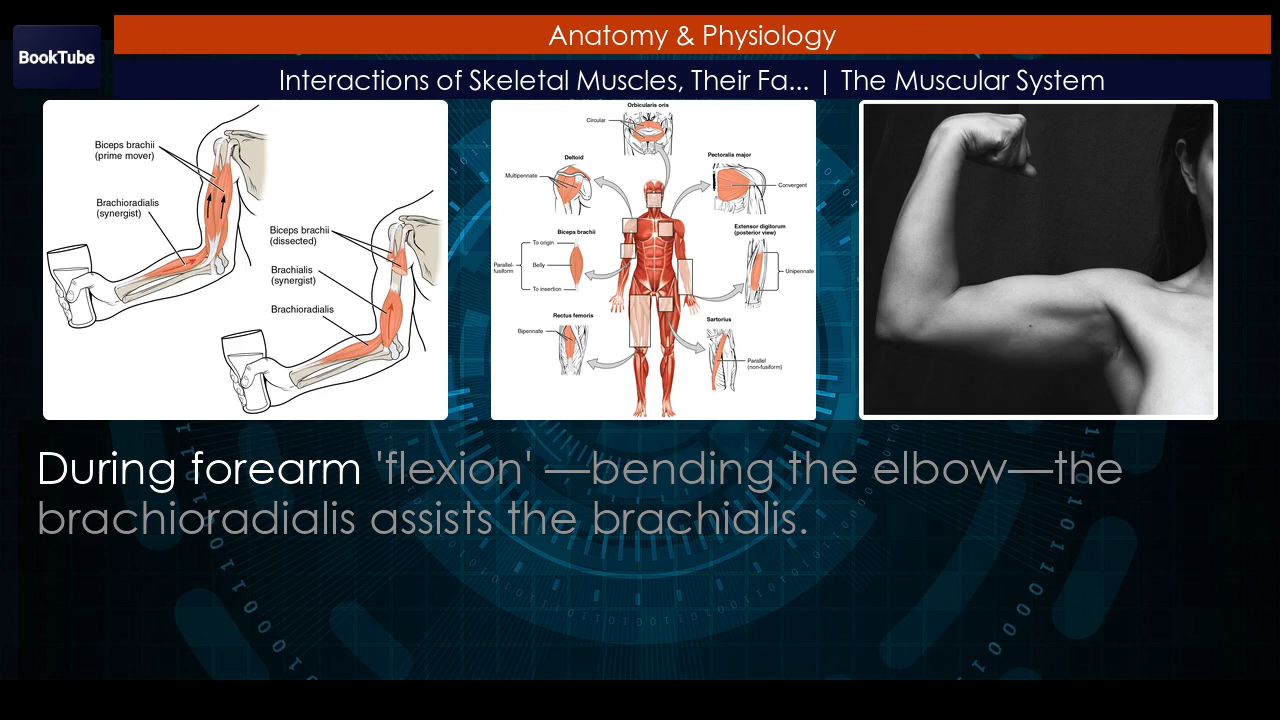 Anatomy & Physiology
BookTube
Interactions of Skeletal Muscles, Their Fa... | The Muscular System
Biceps brachii
(prime mover)
Brachioradialis
(synergist)
Biceps brachii
(dissected)
Brachialis
(synergist)
Brachioradialis
Orbicularis oris
Circular
Deltoid
Multipennate
Pectoralis major
Convergent
Biceps brachii
To origin
Parallel-
fusiform
Belly
To insertion
Extensor digitorum
(posterior view)
Unipennate
Rectus femoris
Bipennate
Sartorius
Parallel
(non-fusiform)
During forearm 'flexion' —bending the elbow—the
brachioradialis assists the brachialis.